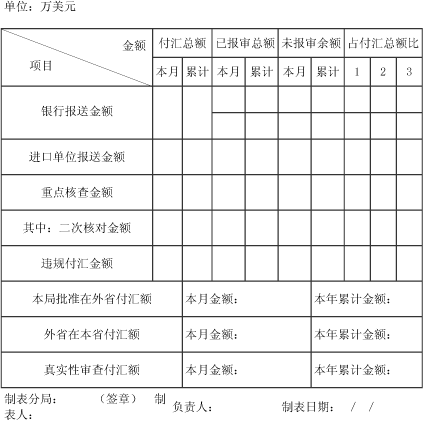 单位：万美元
金额 付汇总额 已报审总额 未报审余额 占付汇总额比
项目 本月 累计 本月 累计 本月 累计 1 2 3
银行报送金额
进口单位报送金额
重点核查金额
其中：二次核对金额
违规付汇金额
本局批准在外省付汇额 本月金额： 本年累计金额：
外省在本省付汇额 本月金额： 本年累计金额：
真实性审查付汇额 本月金额： 本年累计金额：
制表分局： （签章） 制
表人： 负责人： 制表日期： / /